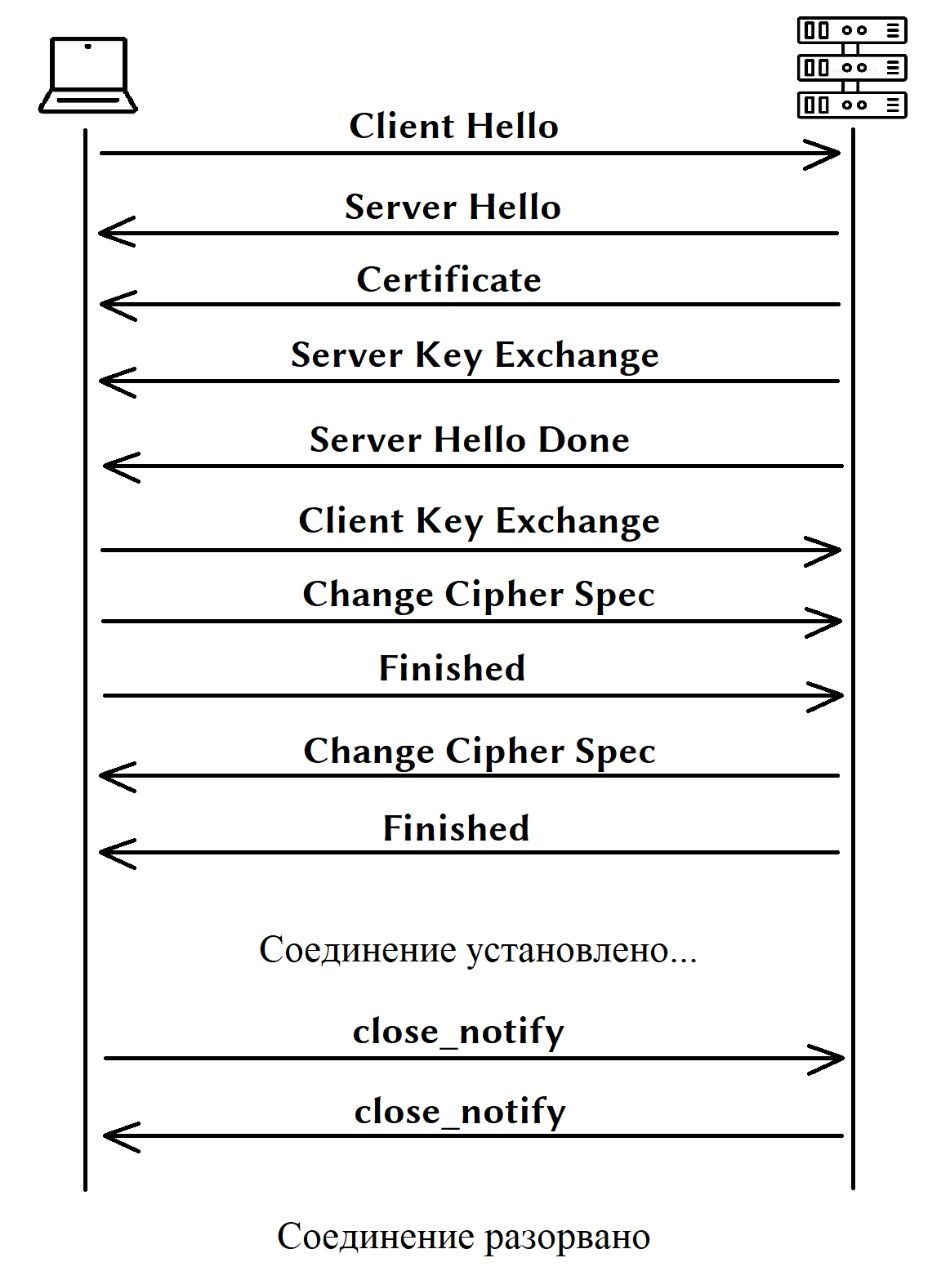 Client Hello
Server Hello
Certificate
Server Key Exchange
Server Hello Done
Client Key Exchange
Change Cipher Spec
Finished
Change Cipher Spec
Finished
Соединение установлено...
close_notify
close_notify
Соединение разорвано